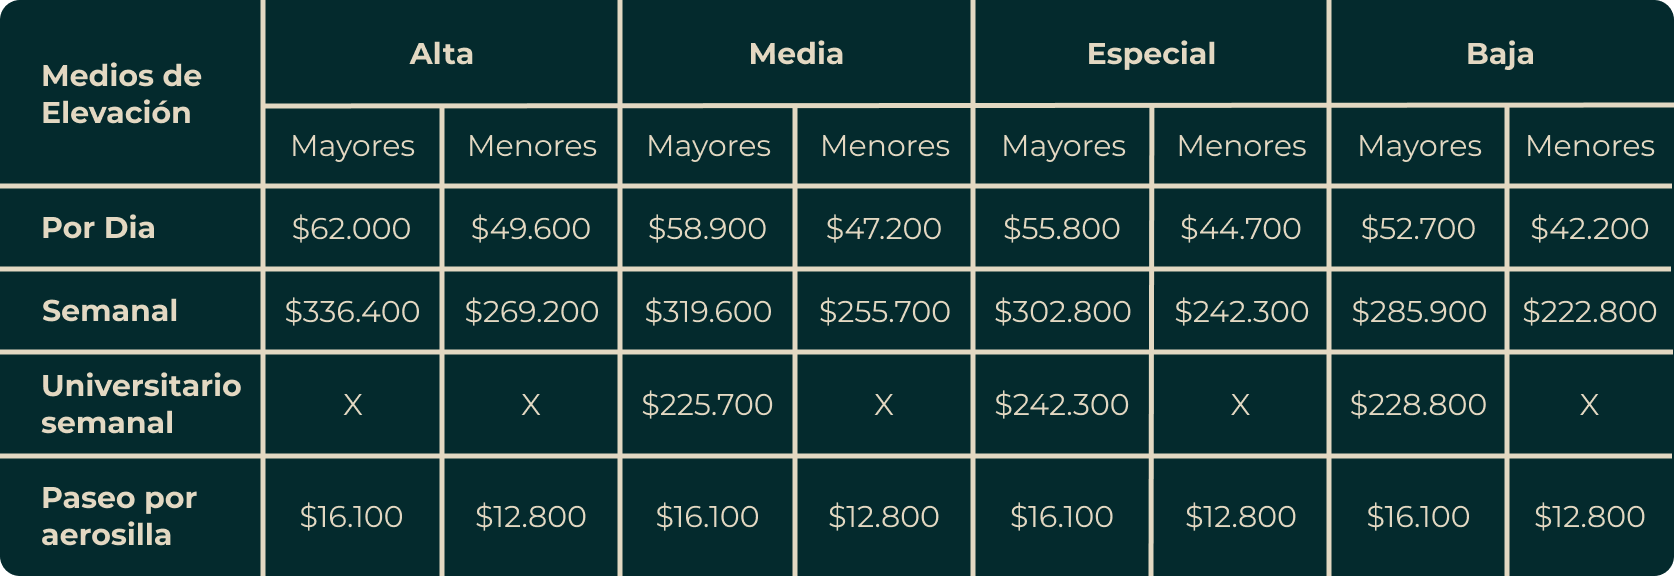 Medios de
Elevación
Alta Media Especial Baja
Mayores Menores Mayores Menores Mayores Menores Mayores Menores
Por Dia $62.000 $49.600 $58.900 $47.200 $55.800 $44.700 $52.700 $42.200
Semanal $336.400 $269.200 $319.600 $255.700 $302.800 $242.300 $285.900 $222.800
Universitario
semanal X X $225.700 X $242.300 X $228.800 X
Paseo por
aerosilla $16.100 $12.800 $16.100 $12.800 $16.100 $12.800 $16.100 $12.800